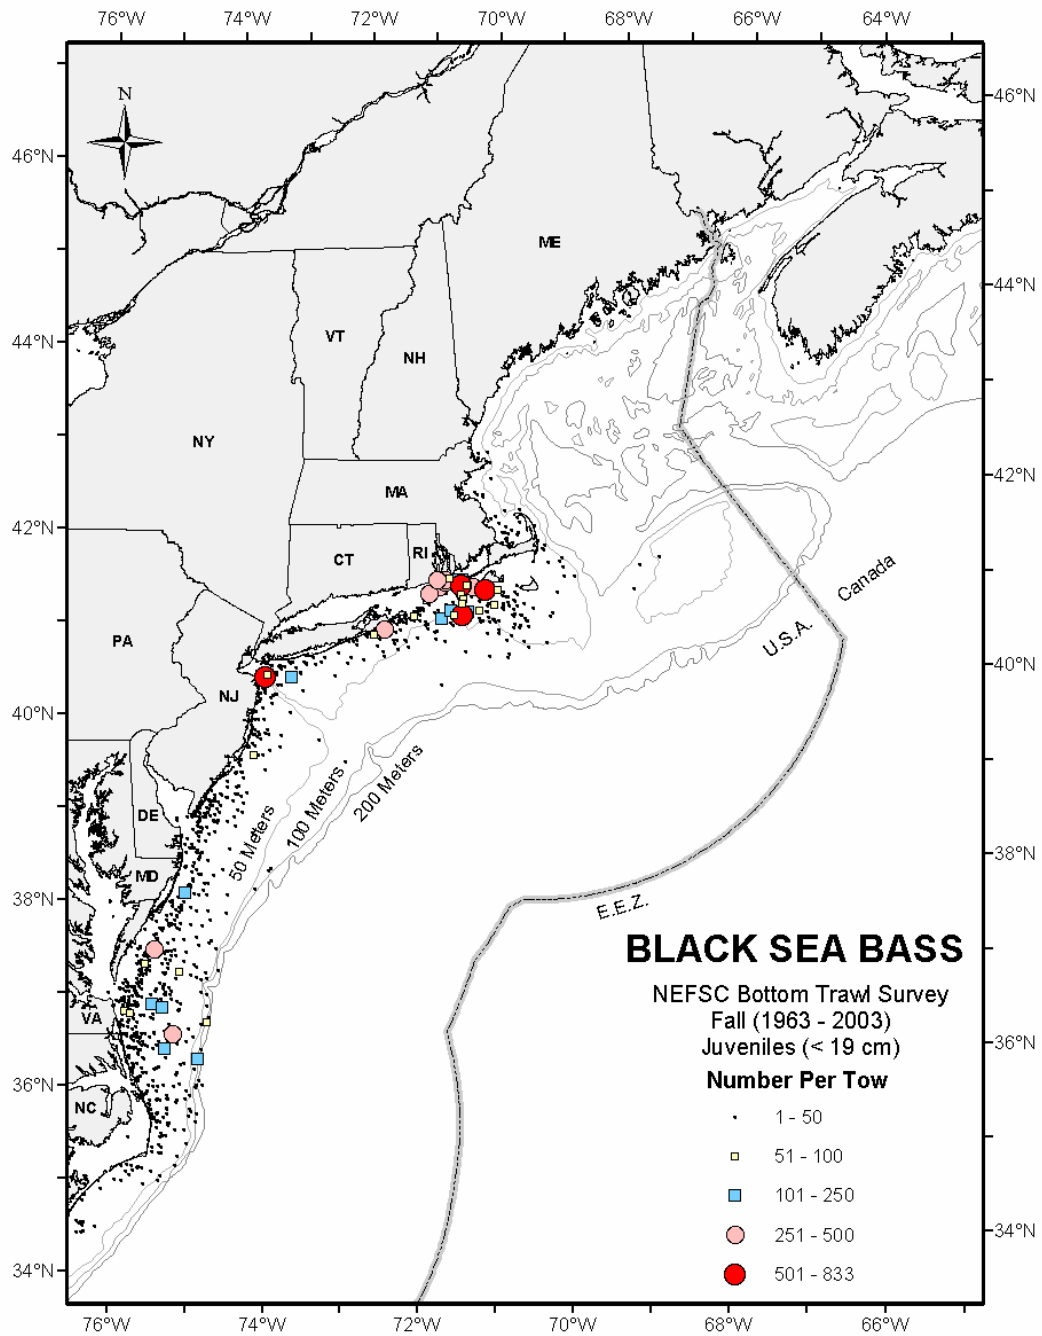 76°W 74°W 72°W 70°W 68°W 66°W 64°W
N
46°N
46°N
ME
44°N
44°N
VT
NH
NY
42°N
MA
42°N
CT
RI
Canada
U.S.A.
PA
40°N
NJ
40°N
50 Meters
100 Meters
200 Meters
DE
38°N
MD
38°N
E.E.Z.
BLACK SEA BASS
NEFSC Bottom Trawl Survey
Fall (1963 - 2003)
Juveniles (< 19 cm)
Number Per Tow
VA
36°N
36°N
NC
1 - 50
51 - 100
101 - 250
251 - 500
501 - 833
34°N
34°N
76°W 74°W 72°W 70°W 68°W 66°W